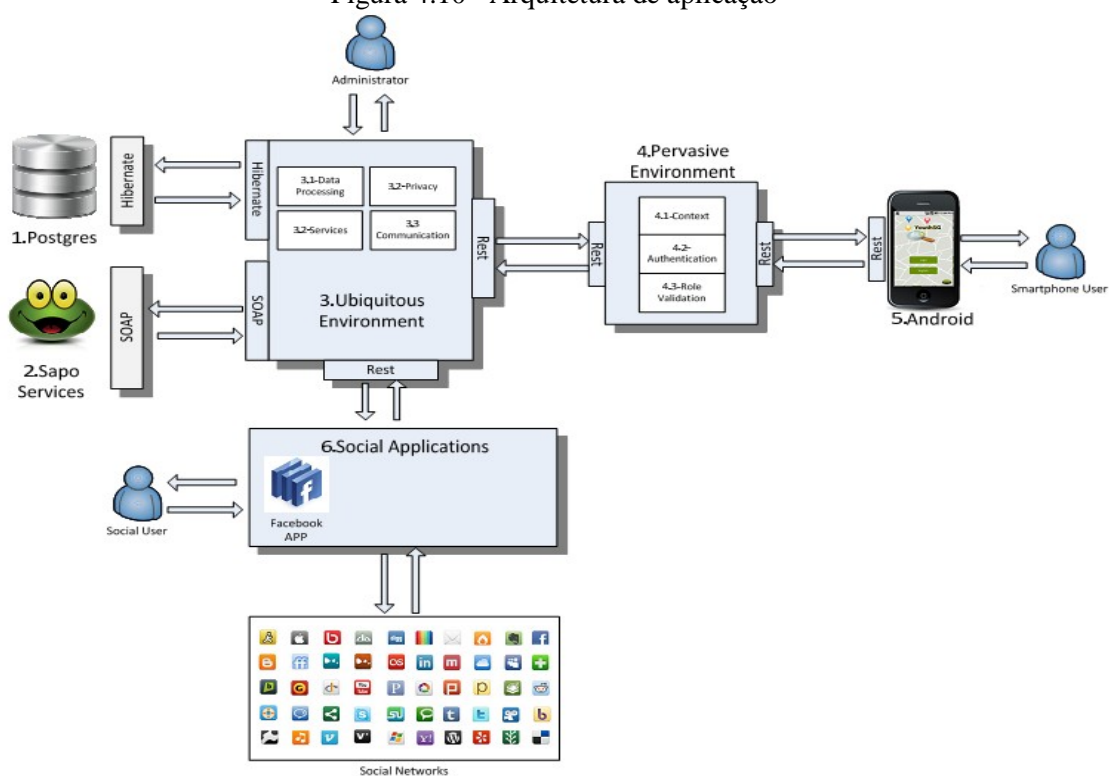 Figura 4.16 - Arquitetura de aplicação
Administrator
1.Postgres
Hibernate
Hibernate
3.1-Data
Processing
3.2-Privacy
3.2-Services
3.3
Communication
Rest
3.Ubiquitous
Environment
SOAP
SOAP
2.Sapo
Services
Rest
4.Pervasive
Environment
Rest
4.1-Context
4.2-
Authentication
4.3-Role
Validation
Rest
Rest
5.Android
Smartphone User
6.Social Applications
Facebook
APP
Social User
Social Networks